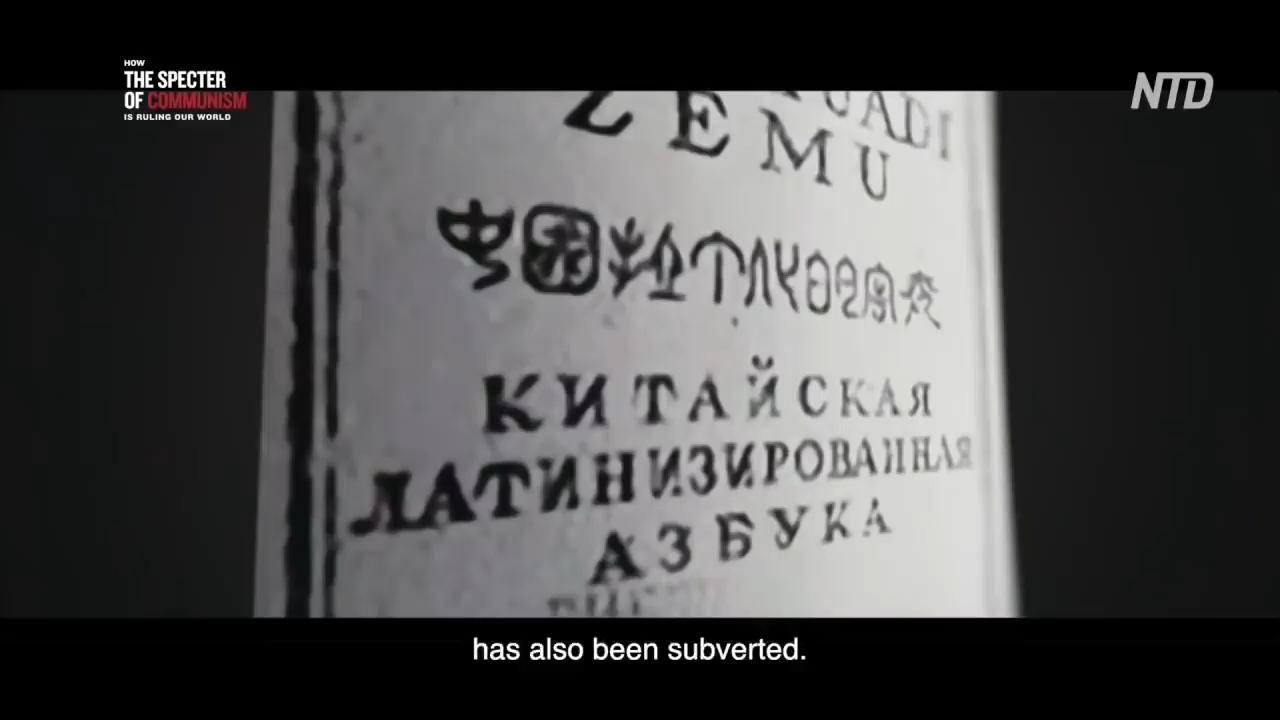 HOW
THE SPECTER
OF COMMUNISM
IS RULING OUR WORLD
NTD
ZEMU
КИТАЙСКАЯ
ЛАТИНИЗИРОВАННАЯ
АЗБУКА
has also been subverted.